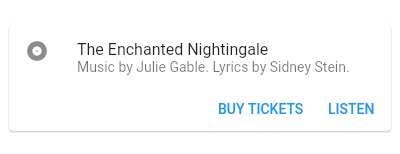 The Enchanted Nightingale
Music by Julie Gable. Lyrics by Sidney Stein.
BUY TICKETS LISTEN